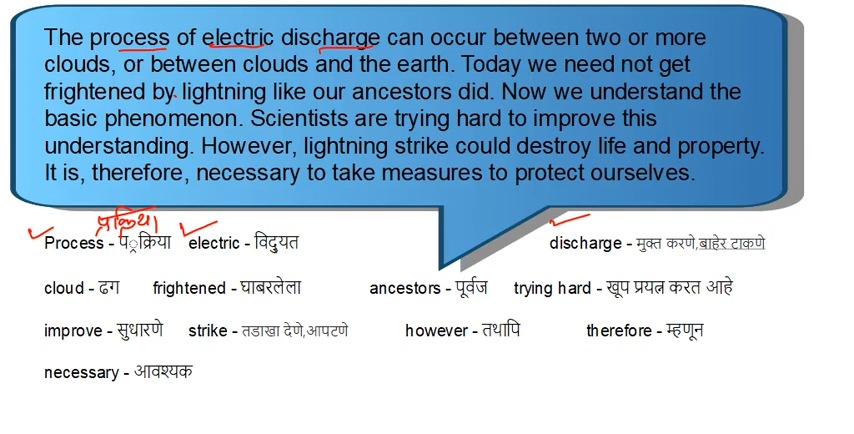 The process of electric discharge can occur between two or more
clouds, or between clouds and the earth. Today we need not get
frightened by lightning like our ancestors did. Now we understand the
basic phenomenon. Scientists are trying hard to improve this
understanding. However, lightning strike could destroy life and property.
It is, therefore, necessary to take measures to protect ourselves.
प्रक्रिया
Process - प्रक्रिया electric - विदुयत discharge - मुक्त करणे,बाहेर टाकणे
cloud - ढग frightened - घाबरलेला ancestors - पूर्वज trying hard - खूप प्रयत्न करत आहे
improve - सुधारणे strike - तडाखा देणे,आपटणे however - तथापि therefore - म्हणून
necessary - आवश्यक